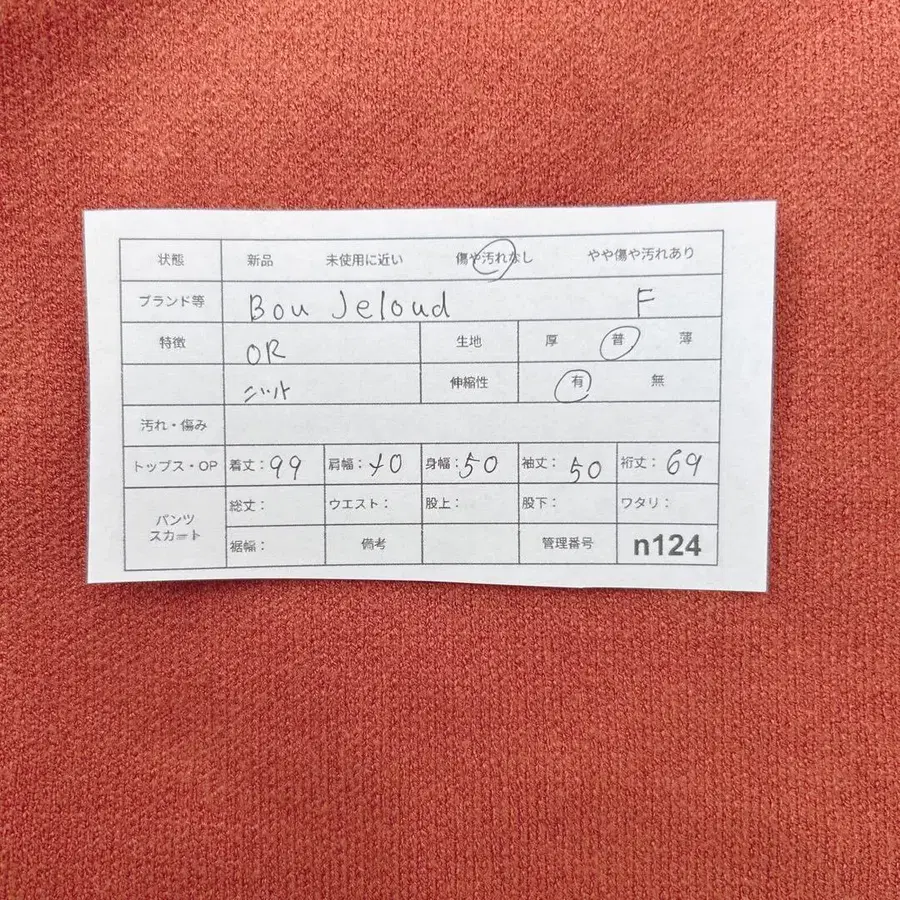 状態 新品 未使用に近い 傷や汚れなし やや傷や汚れあり
ブランド等 Bou Jeloud F
特徴 OR 生地 厚 普 薄
ニット 伸縮性 有 無
汚れ・傷み
トップス・OP 着丈：99 肩幅：40 身幅：50 袖丈：50 裄丈：69
パンツ スカート 総丈： ウエスト： 股上： 股下： ワタリ：
裾幅： 備考 管理番号 n124